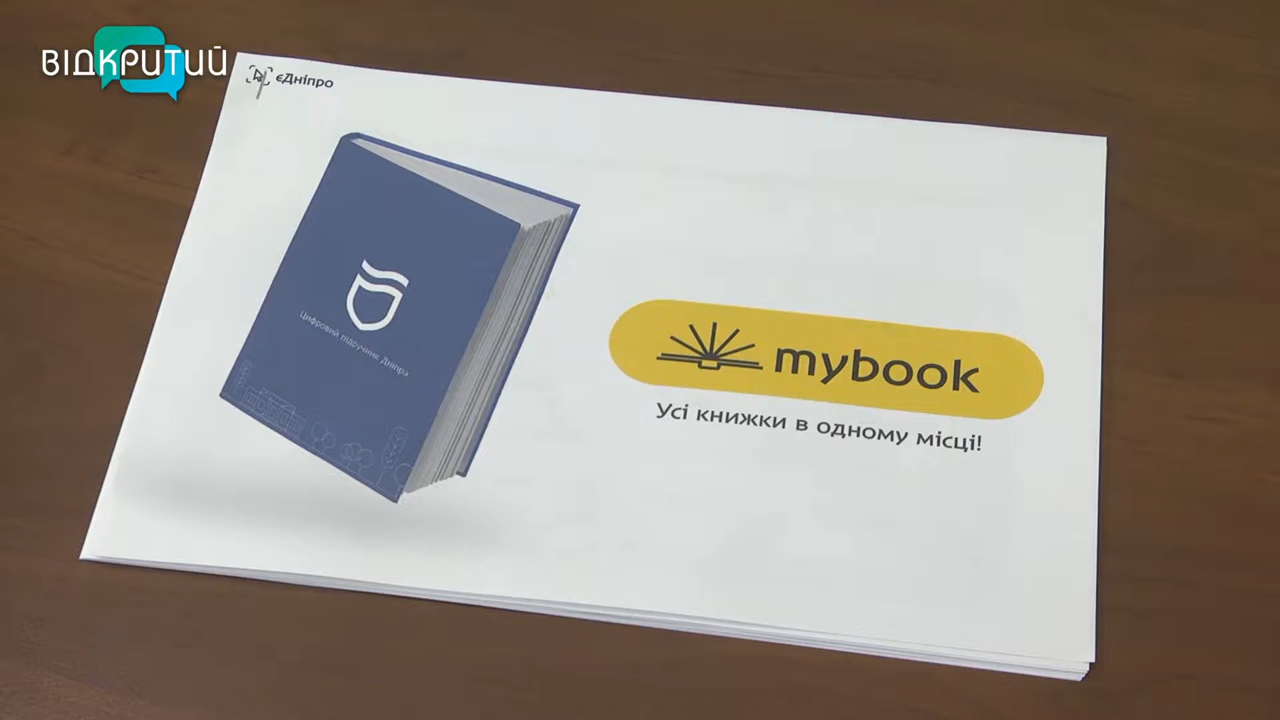 ВІДКРИТИЙ
єДніпро
Цифровий підручник Дніпра
mybook
Усі книжки в одному місці!